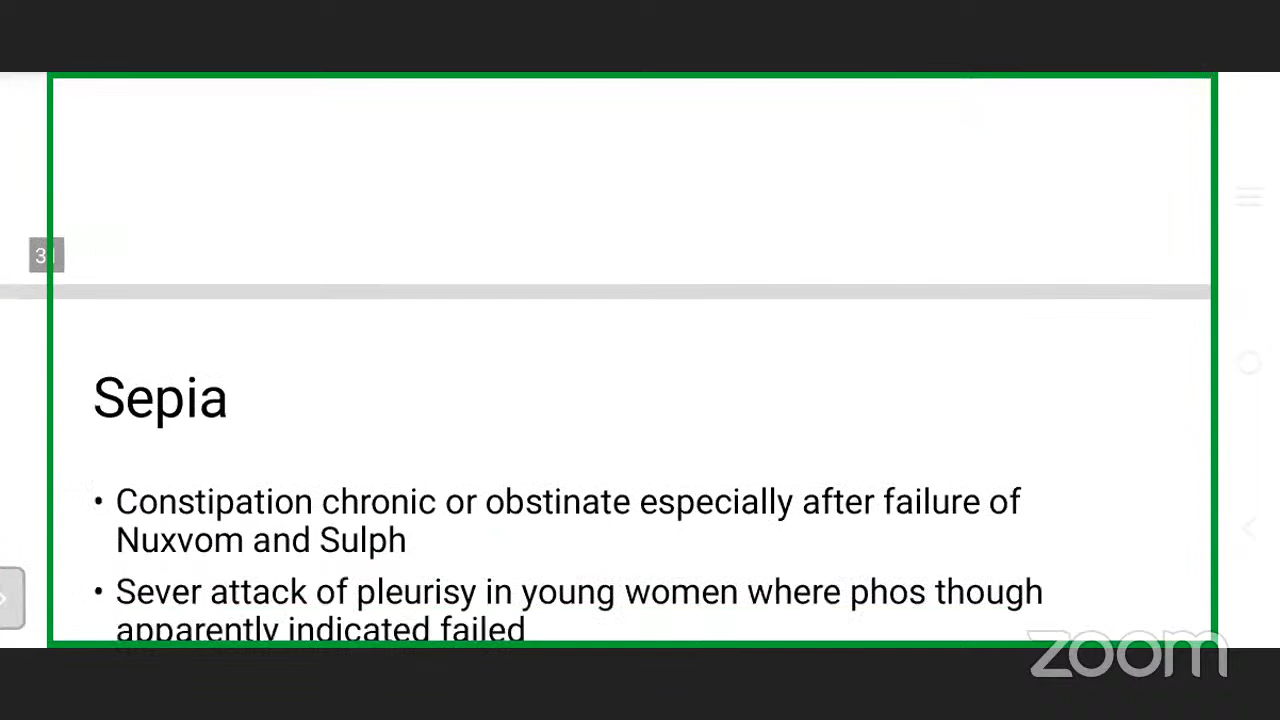 3
Sepia
• Constipation chronic or obstinate especially after failure of
Nuxvom and Sulph
• Sever attack of pleurisy in young women where phos though
apparently indicated failed
zoom